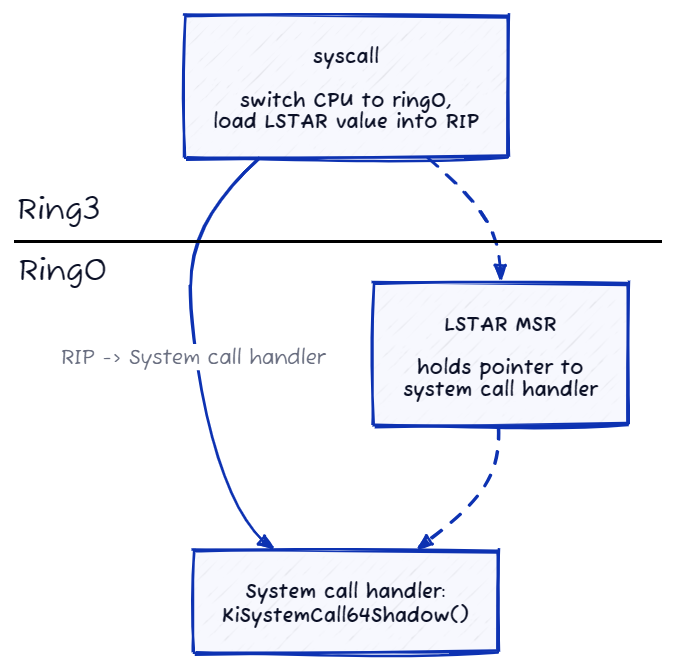 syscall
switch CPU to ring0,
load LSTAR value into RIP
Ring3
Ring0
LSTAR MSR
holds pointer to
system call handler
RIP -> System call handler
System call handler:
KiSystemCall64Shadow()